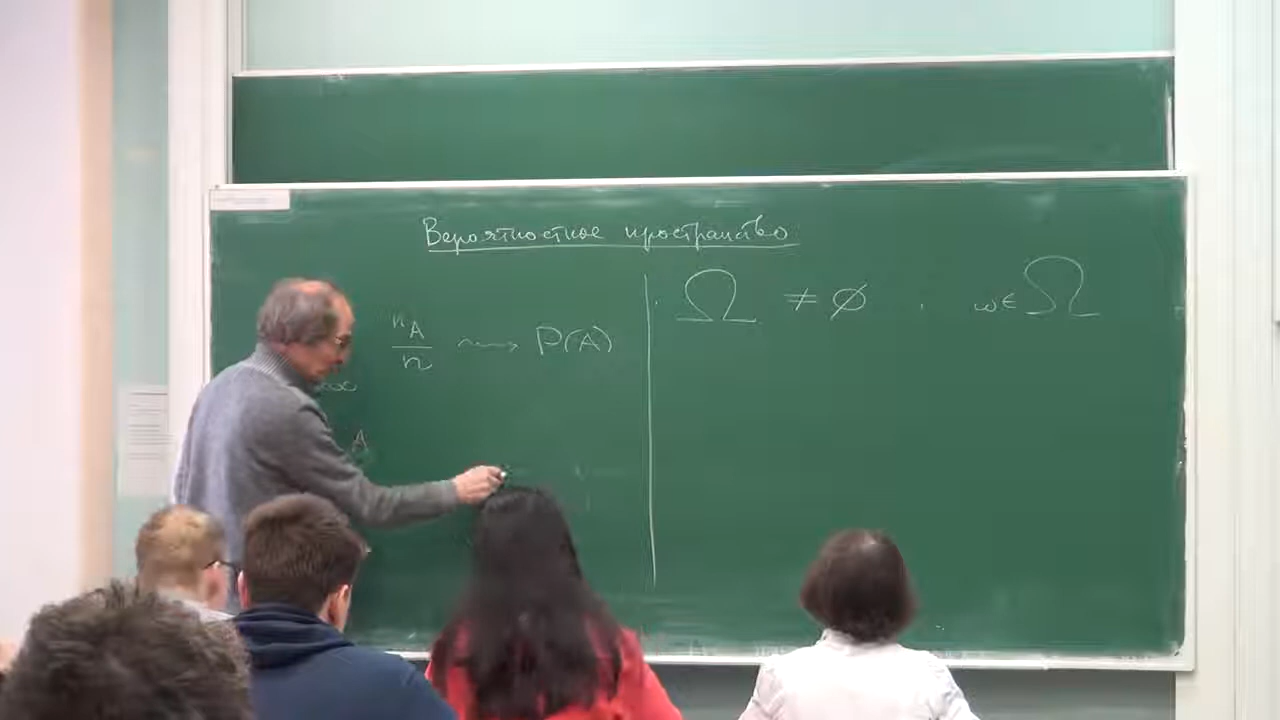 Вероятностное пространство
n_A / n ⟿ P(A)
A
Ω ≠ ∅ , ω ∈ Ω